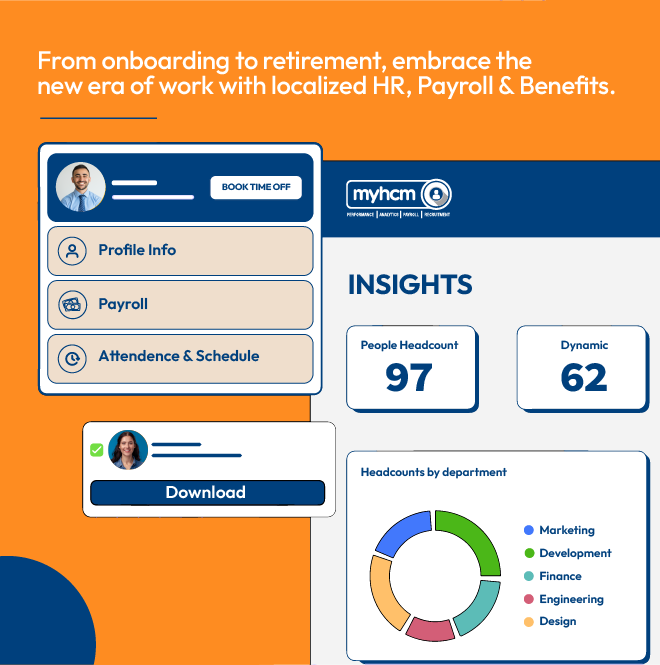 From onboarding to retirement, embrace the
new era of work with localized HR, Payroll & Benefits.
BOOK TIME OFF
Profile Info
Payroll
Attendence & Schedule
Download
myhcm
PERFORMANCE | ANALYTICS | PAYROLL | RECRUITMENT
INSIGHTS
People Headcount
97
Dynamic
62
Headcounts by department
Marketing
Development
Finance
Engineering
Design